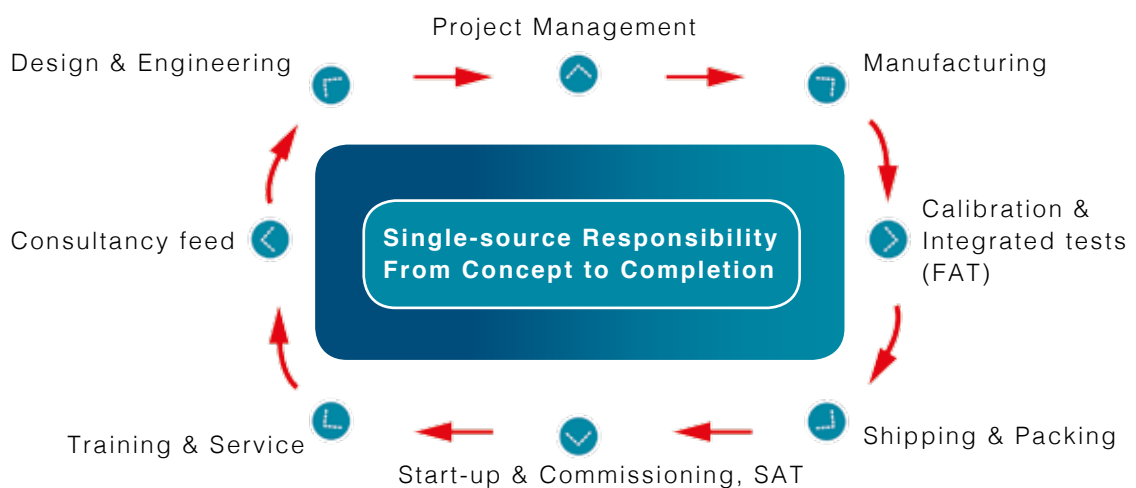 Project Management
Design & Engineering
Manufacturing
Single-source Responsibility
From Concept to Completion
Calibration &
Integrated tests
(FAT)
Consultancy feed
Training & Service
Shipping & Packing
Start-up & Commissioning, SAT